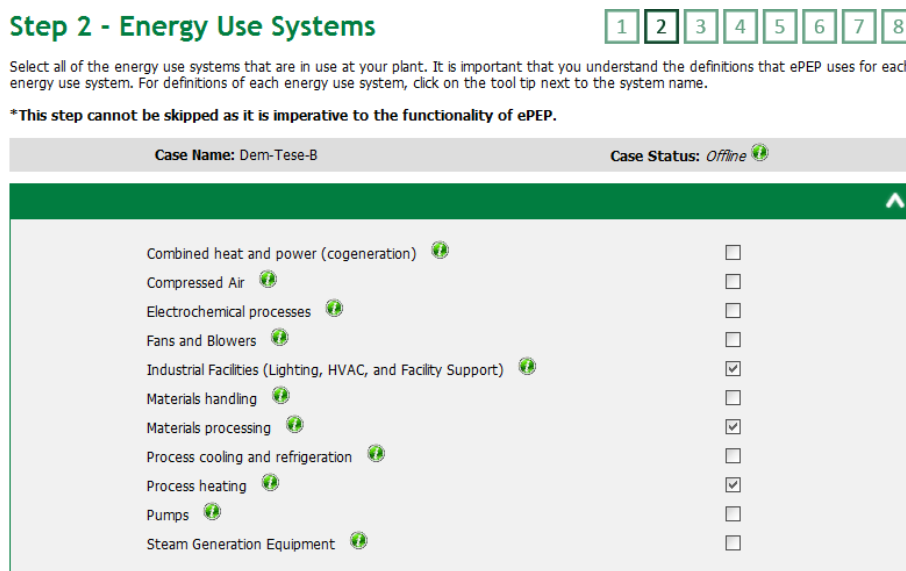 Step 2 - Energy Use Systems
1 2 3 4 5 6 7 8
Select all of the energy use systems that are in use at your plant. It is important that you understand the definitions that ePEP uses for each
energy use system. For definitions of each energy use system, click on the tool tip next to the system name.
*This step cannot be skipped as it is imperative to the functionality of ePEP.
Case Name: Dem-Tese-B Case Status: Offline
Combined heat and power (cogeneration)
Compressed Air
Electrochemical processes
Fans and Blowers
Industrial Facilities (Lighting, HVAC, and Facility Support)
Materials handling
Materials processing
Process cooling and refrigeration
Process heating
Pumps
Steam Generation Equipment